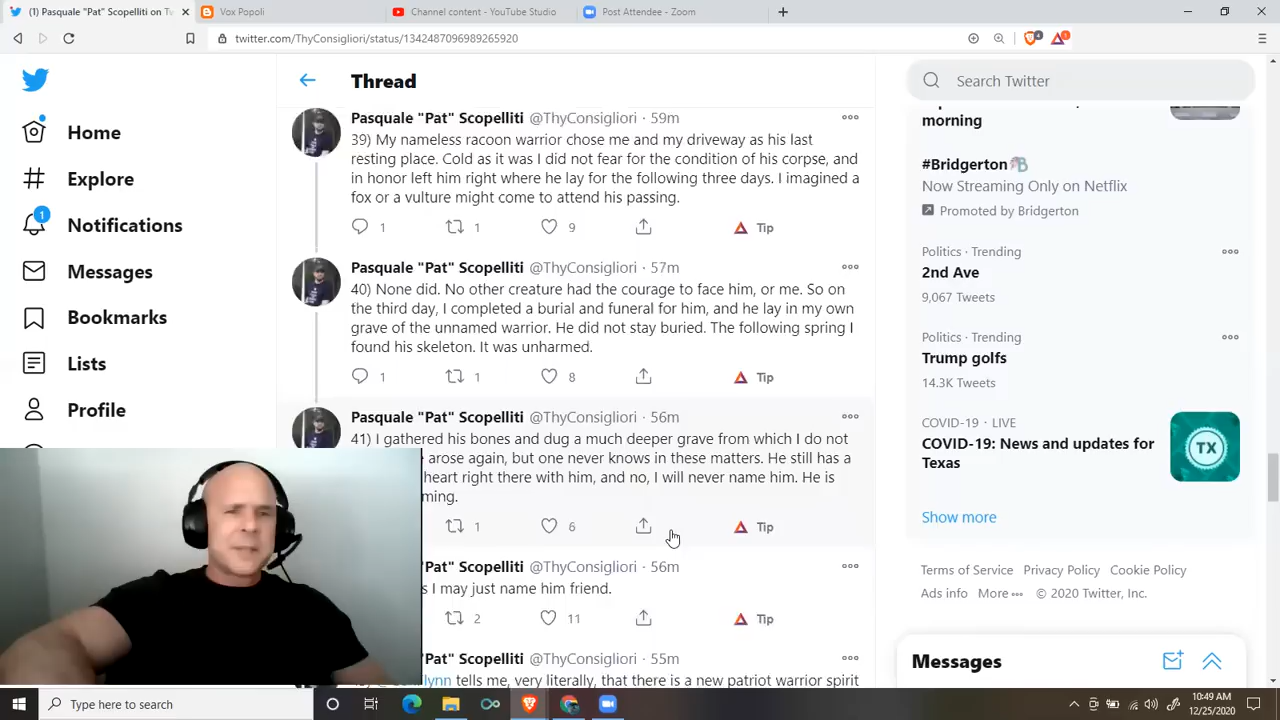 (1) Pasquale "Pat" Scopelliti on Tw
Vox Popoli
Channel content - YouTube Studio
Post Attendee - Zoom
twitter.com/ThyConsigliori/status/1342487096989265920
Home
Explore
1
Notifications
Messages
Bookmarks
Lists
Profile
Thread
Pasquale "Pat" Scopelliti @ThyConsigliori · 59m
39) My nameless racoon warrior chose me and my driveway as his last
resting place. Cold as it was I did not fear for the condition of his corpse, and
in honor left him right where he lay for the following three days. I imagined a
fox or a vulture might come to attend his passing.
1 1 9 Tip
Pasquale "Pat" Scopelliti @ThyConsigliori · 57m
40) None did. No other creature had the courage to face him, or me. So on
the third day, I completed a burial and funeral for him, and he lay in my own
grave of the unnamed warrior. He did not stay buried. The following spring I
found his skeleton. It was unharmed.
1 1 8 Tip
Pasquale "Pat" Scopelliti @ThyConsigliori · 56m
41) I gathered his bones and dug a much deeper grave from which I do not
arose again, but one never knows in these matters. He still has a
heart right there with him, and no, I will never name him. He is
ming.
1 6 Tip
"Pat" Scopelliti @ThyConsigliori · 56m
s I may just name him friend.
2 11 Tip
"Pat" Scopelliti @ThyConsigliori · 55m
lynn tells me, very literally, that there is a new patriot warrior spirit
Search Twitter
morning
#Bridgerton
Now Streaming Only on Netflix
Promoted by Bridgerton
Politics · Trending
2nd Ave
9,067 Tweets
Politics · Trending
Trump golfs
14.3K Tweets
COVID-19 · LIVE
COVID-19: News and updates for
Texas
TX
Show more
Terms of Service Privacy Policy Cookie Policy
Ads info More © 2020 Twitter, Inc.
Messages
Type here to search
10:49 AM
12/25/2020